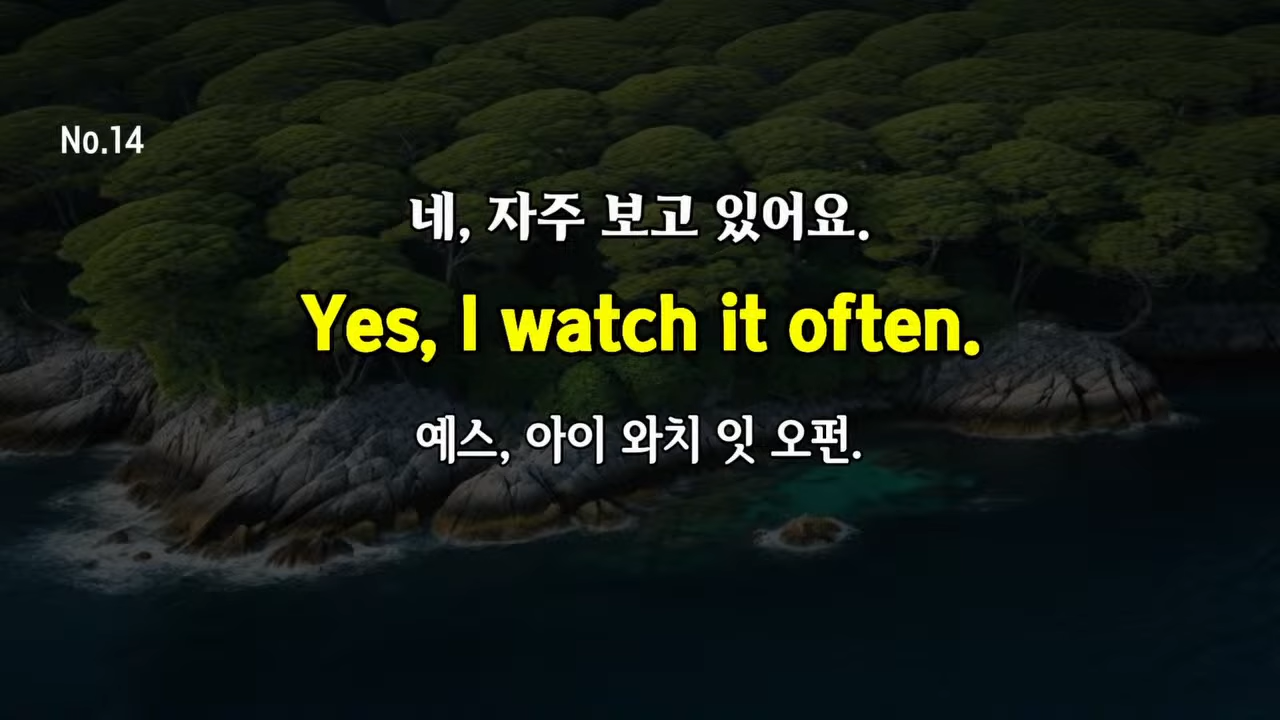 No.14
네, 자주 보고 있어요.
Yes, I watch it often.
예스, 아이 와치 잇 오펀.